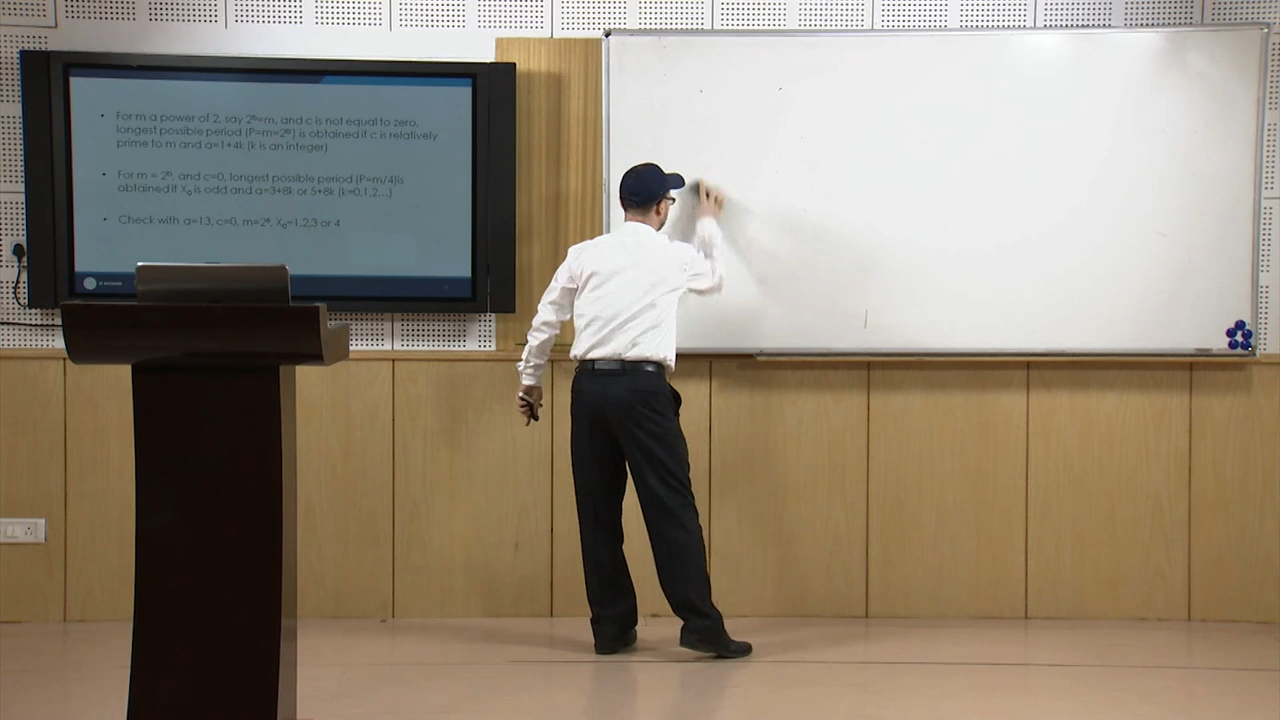 • For m a power of 2, say 2ᵇ=m, and c is not equal to zero,
longest possible period (P=m=2ᵇ) is obtained if c is relatively
prime to m and a=1+4k (k is an integer)
• For m = 2ᵇ, and c=0, longest possible period (P=m/4)is
obtained if X₀ is odd and a=3+8k or 5+8k (k=0,1,2...)
• Check with a=13, c=0, m=2⁶, X₀=1,2,3 or 4